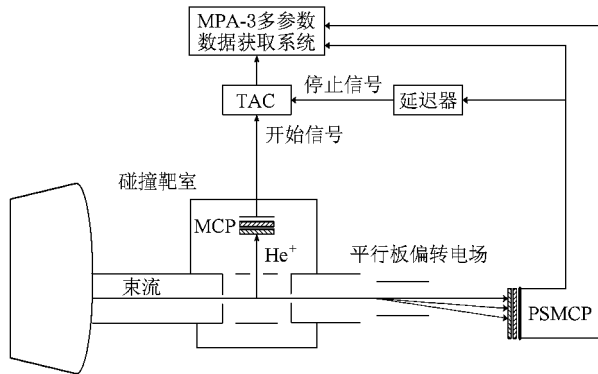 MPA-3多参数
数据获取系统
停止信号
TAC
延迟器
开始信号
碰撞靶室
MCP
He⁺
平行板偏转电场
束流
PSMCP